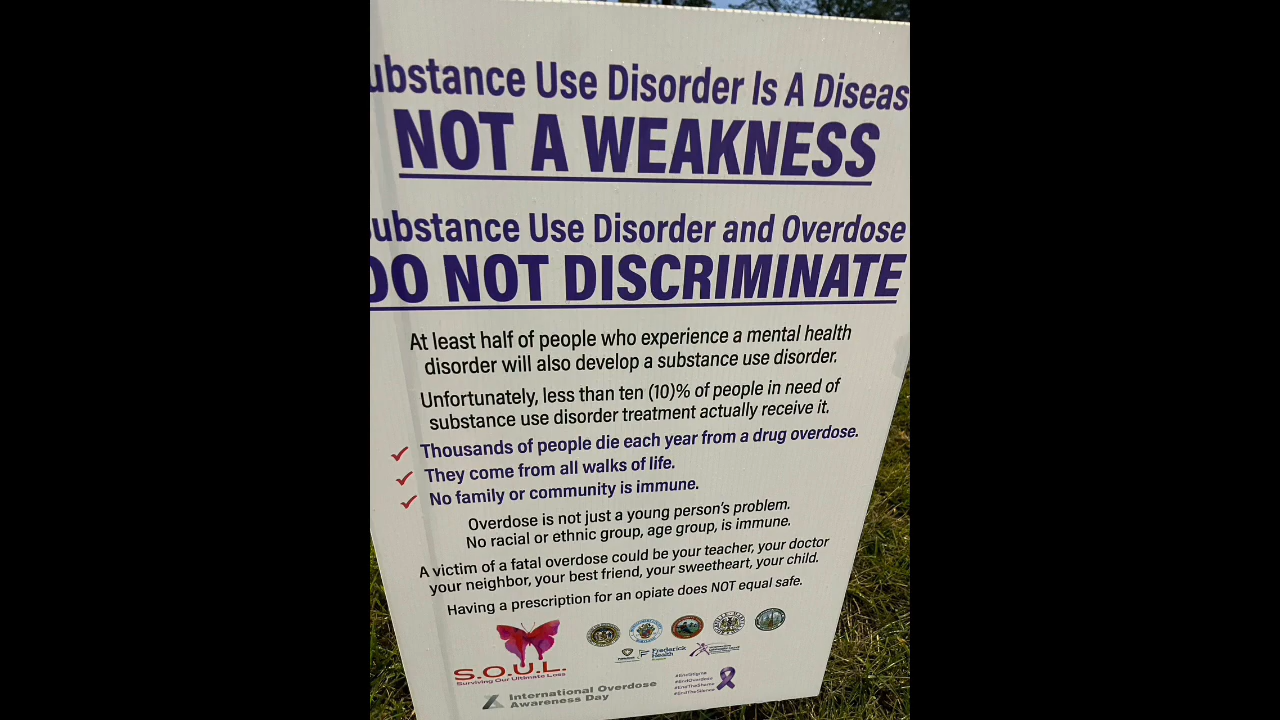 ubstance Use Disorder Is A Diseas
NOT A WEAKNESS
ubstance Use Disorder and Overdose
DO NOT DISCRIMINATE
At least half of people who experience a mental health
disorder will also develop a substance use disorder.
Unfortunately, less than ten (10)% of people in need of
substance use disorder treatment actually receive it.
Thousands of people die each year from a drug overdose.
They come from all walks of life.
No family or community is immune.
Overdose is not just a young person's problem.
No racial or ethnic group, age group, is immune.
A victim of a fatal overdose could be your teacher, your doctor
your neighbor, your best friend, your sweetheart, your child.
Having a prescription for an opiate does NOT equal safe.
Frederick
Health
S.O.U.L.
Surviving Our Ultimate Loss
International Overdose
Awareness Day
#EndStigma
#EndOverdose
#EndTheShame
#EndTheSilence